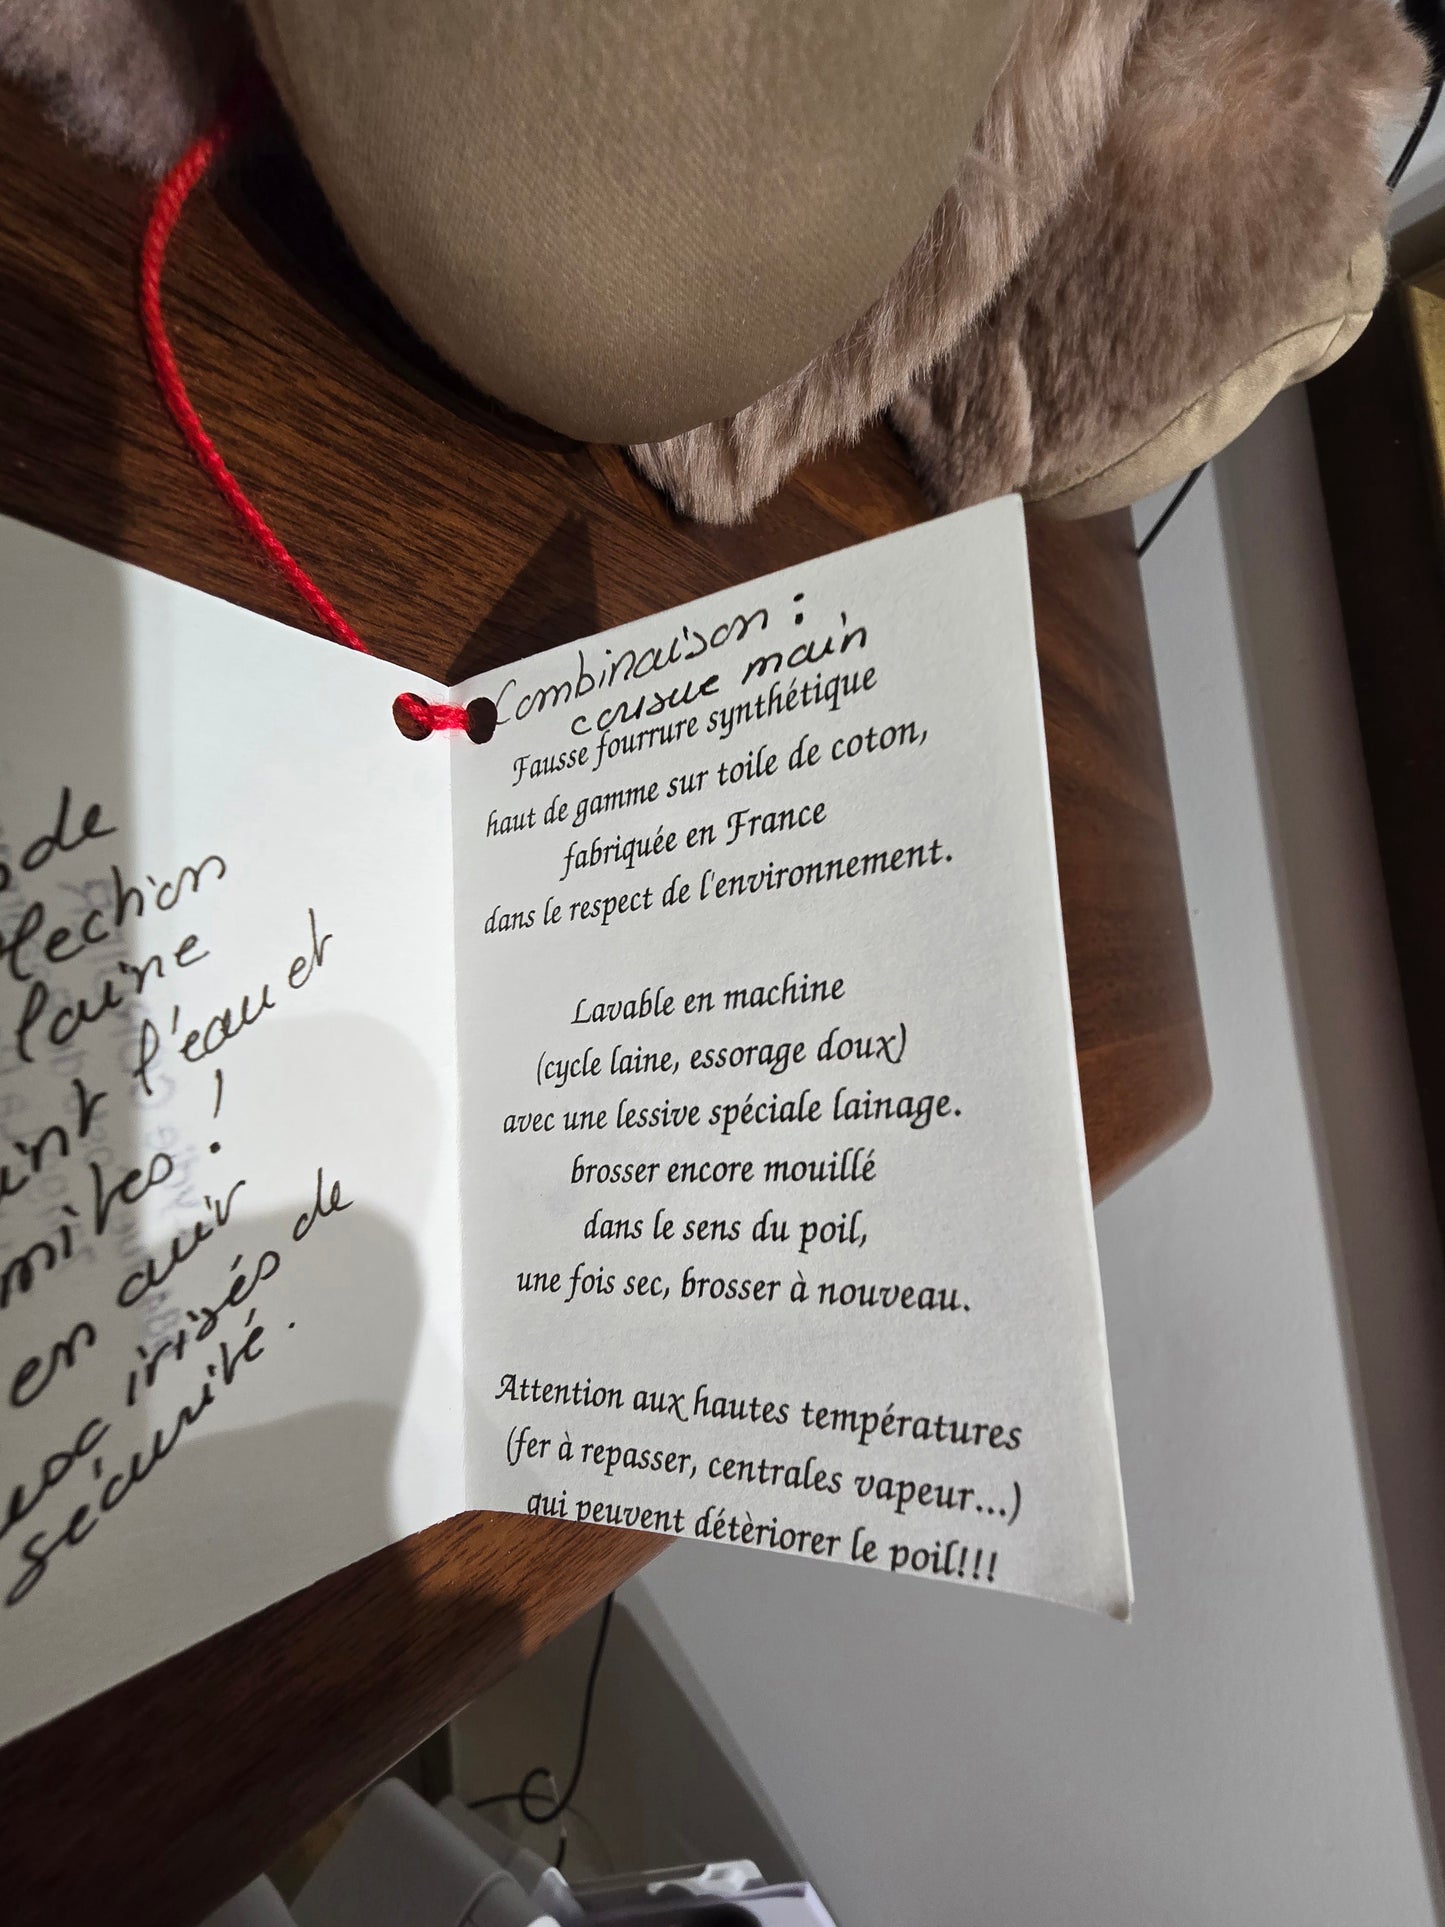 de
lection
laine
l'eau et
mites !
en cuir
irisés de
sécurité.
Combinaison :
cousue main
Fausse fourrure synthétique
haut de gamme sur toile de coton,
fabriquée en France
dans le respect de l'environnement.
Lavable en machine
(cycle laine, essorage doux)
avec une lessive spéciale lainage.
brosser encore mouillé
dans le sens du poil,
une fois sec, brosser à nouveau.
Attention aux hautes températures
(fer à repasser, centrales vapeur...)
qui peuvent détèriorer le poil!!!